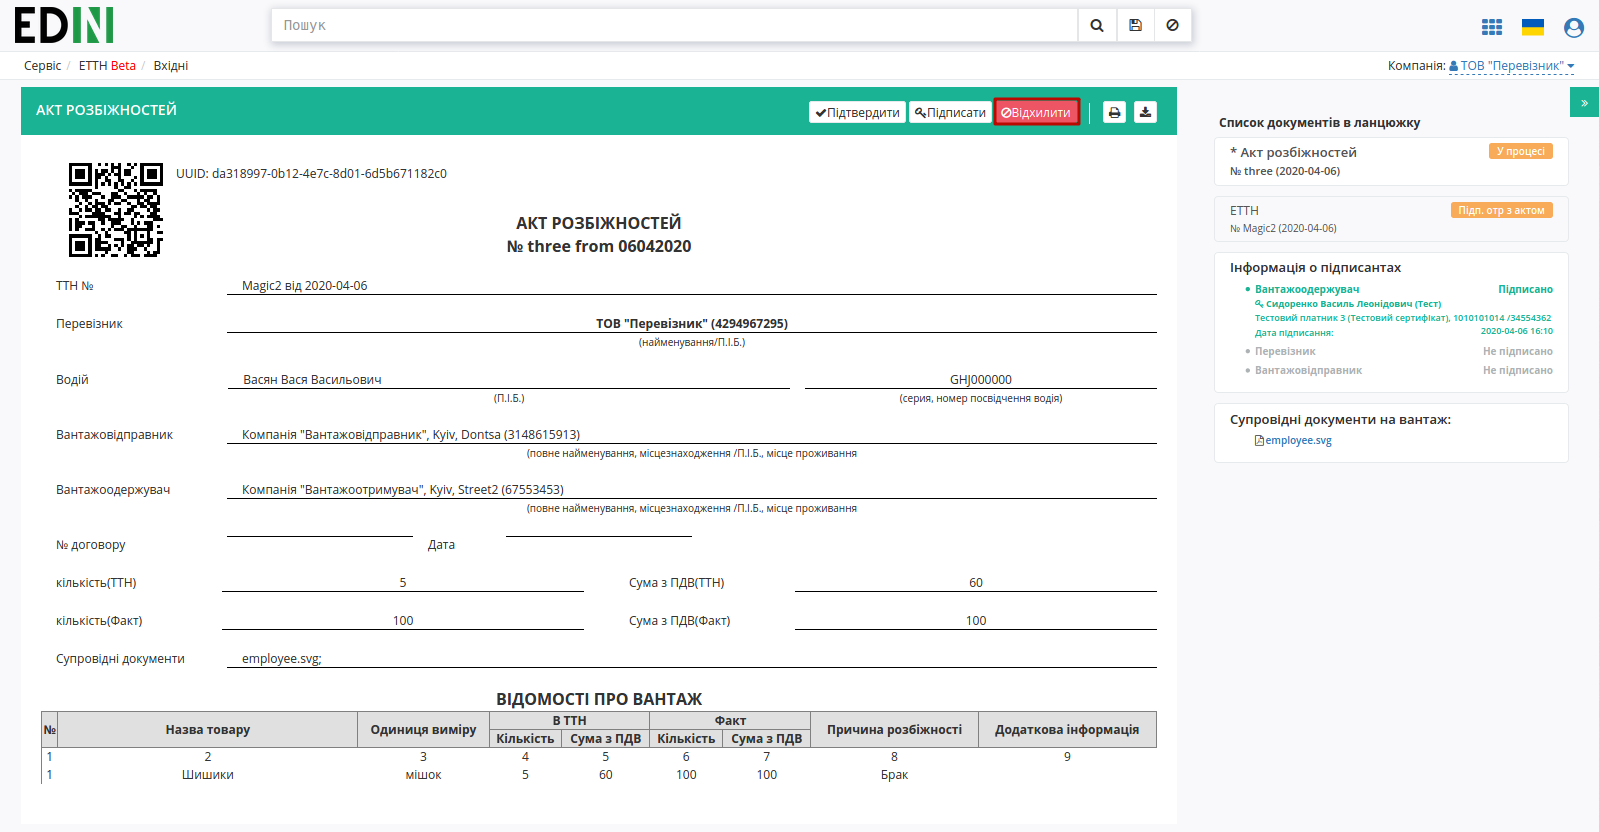 EDIN
Пошук
Сервіс / ЕТТН Beta / Вхідні
Компанія: ТОВ "Перевізник"
АКТ РОЗБІЖНОСТЕЙ
Підтвердити Підписати Відхилити
»
UUID: da318997-0b12-4e7c-8d01-6d5b671182c0
АКТ РОЗБІЖНОСТЕЙ
№ three from 06042020
ТТН № Magic2 від 2020-04-06
Перевізник ТОВ "Перевізник" (4294967295)
(найменування/П.І.Б.)
Водій Васян Вася Васильович GHJ000000
(П.І.Б.) (серия, номер посвідчення водія)
Вантажовідправник Компанія "Вантажовідправник", Kyiv, Dontsa (3148615913)
(повне найменування, місцезнаходження /П.І.Б., місце проживання
Вантажоодержувач Компанія "Вантажоотримувач", Kyiv, Street2 (67553453)
(повне найменування, місцезнаходження /П.І.Б., місце проживання
№ договору Дата
кількість(ТТН) 5 Сума з ПДВ(ТТН) 60
кількість(Факт) 100 Сума з ПДВ(Факт) 100
Супровідні документи employee.svg;
ВІДОМОСТІ ПРО ВАНТАЖ
№ Назва товару Одиниця виміру В ТТН Факт Причина розбіжності Додаткова інформація
Кількість Сума з ПДВ Кількість Сума з ПДВ
1 2 3 4 5 6 7 8 9
1 Шишики мішок 5 60 100 100 Брак
Список документів в ланцюжку
* Акт розбіжностей У процесі
№ three (2020-04-06)
ЕТТН Підп. отр з актом
№ Magic2 (2020-04-06)
Інформація о підписантах
Вантажоодержувач Підписано
Сидоренко Василь Леонідович (Тест)
Тестовий платник 3 (Тестовий сертифікат), 1010101014 /34554362
Дата підписання: 2020-04-06 16:10
Перевізник Не підписано
Вантажовідправник Не підписано
Супровідні документи на вантаж:
employee.svg